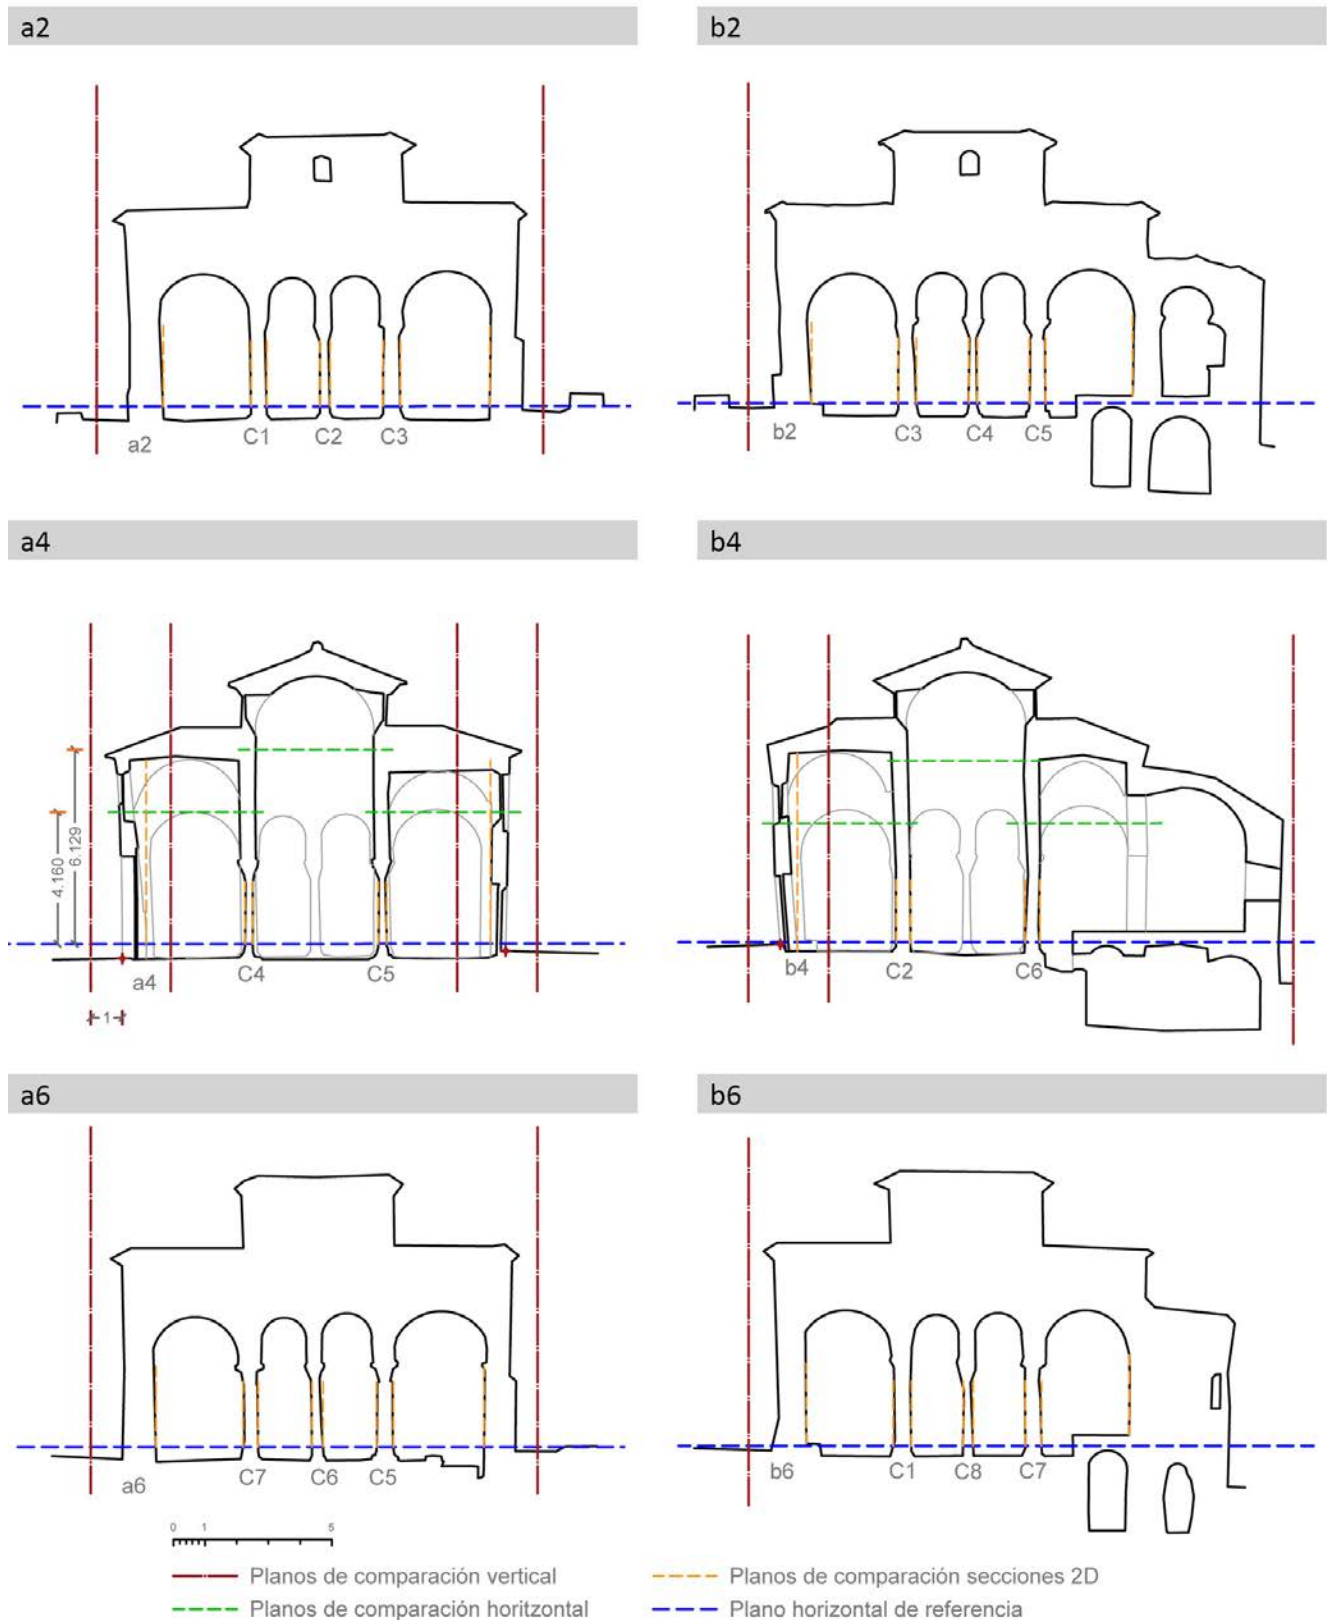 a2
b2
C1 C2 C3
a2
C3 C4 C5
b2
a4
b4
4.160
6.129
a4 C4 C5
b4 C2 C6
1
a6
b6
a6 C7 C6 C5
b6 C1 C8 C7
0 1 5
Planos de comparación vertical
Planos de comparación secciones 2D
Planos de comparación horitzontal
Plano horizontal de referencia